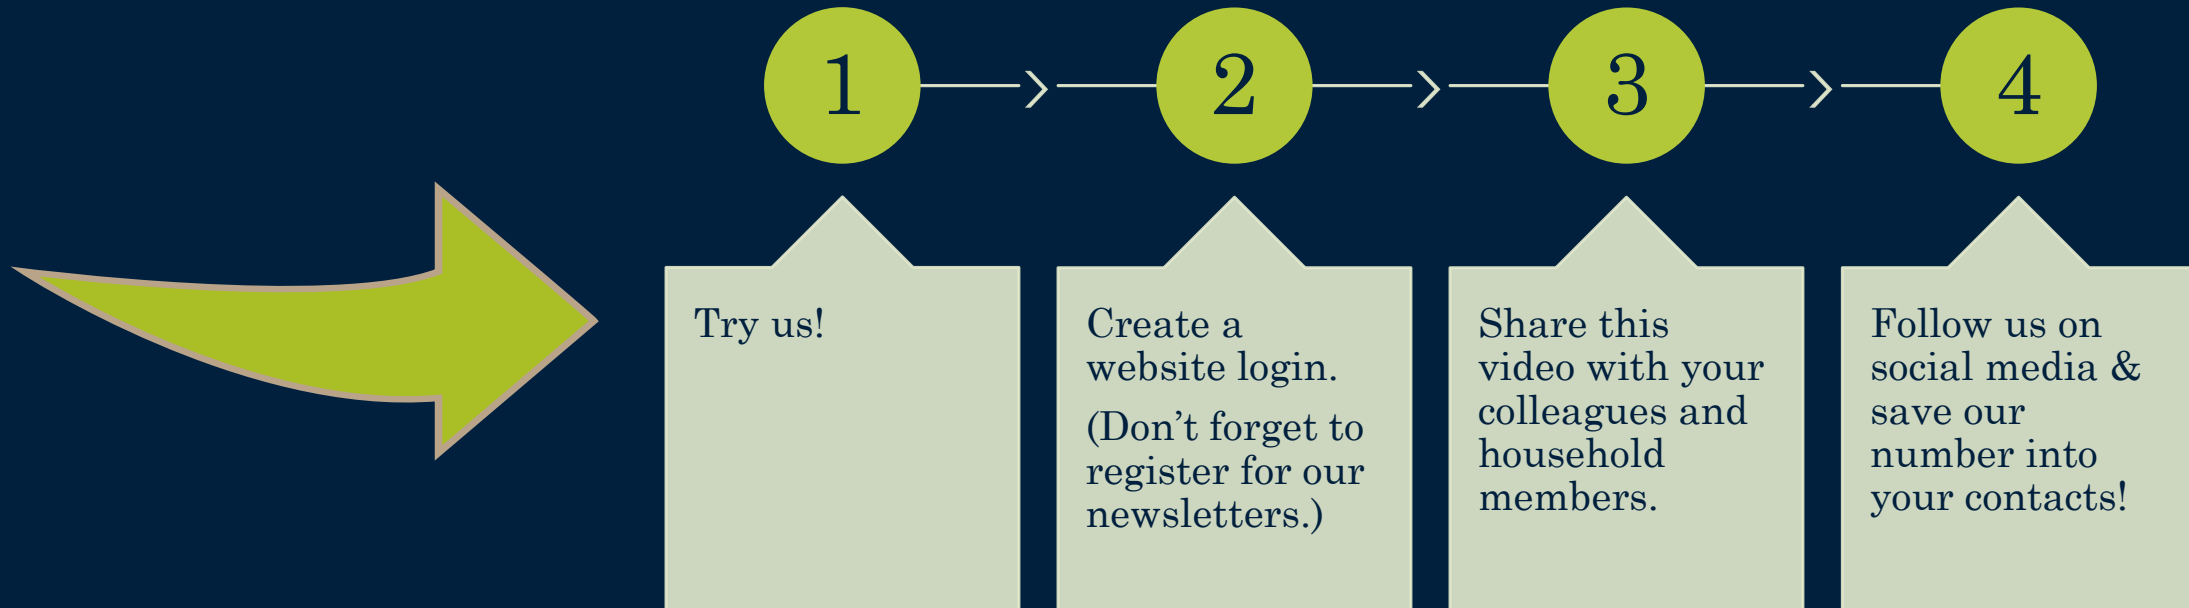 1
2
3
4
Try us!
Create a
website login.
(Don’t forget to
register for our
newsletters.)
Share this
video with your
colleagues and
household
members.
Follow us on
social media &
save our
number into
your contacts!